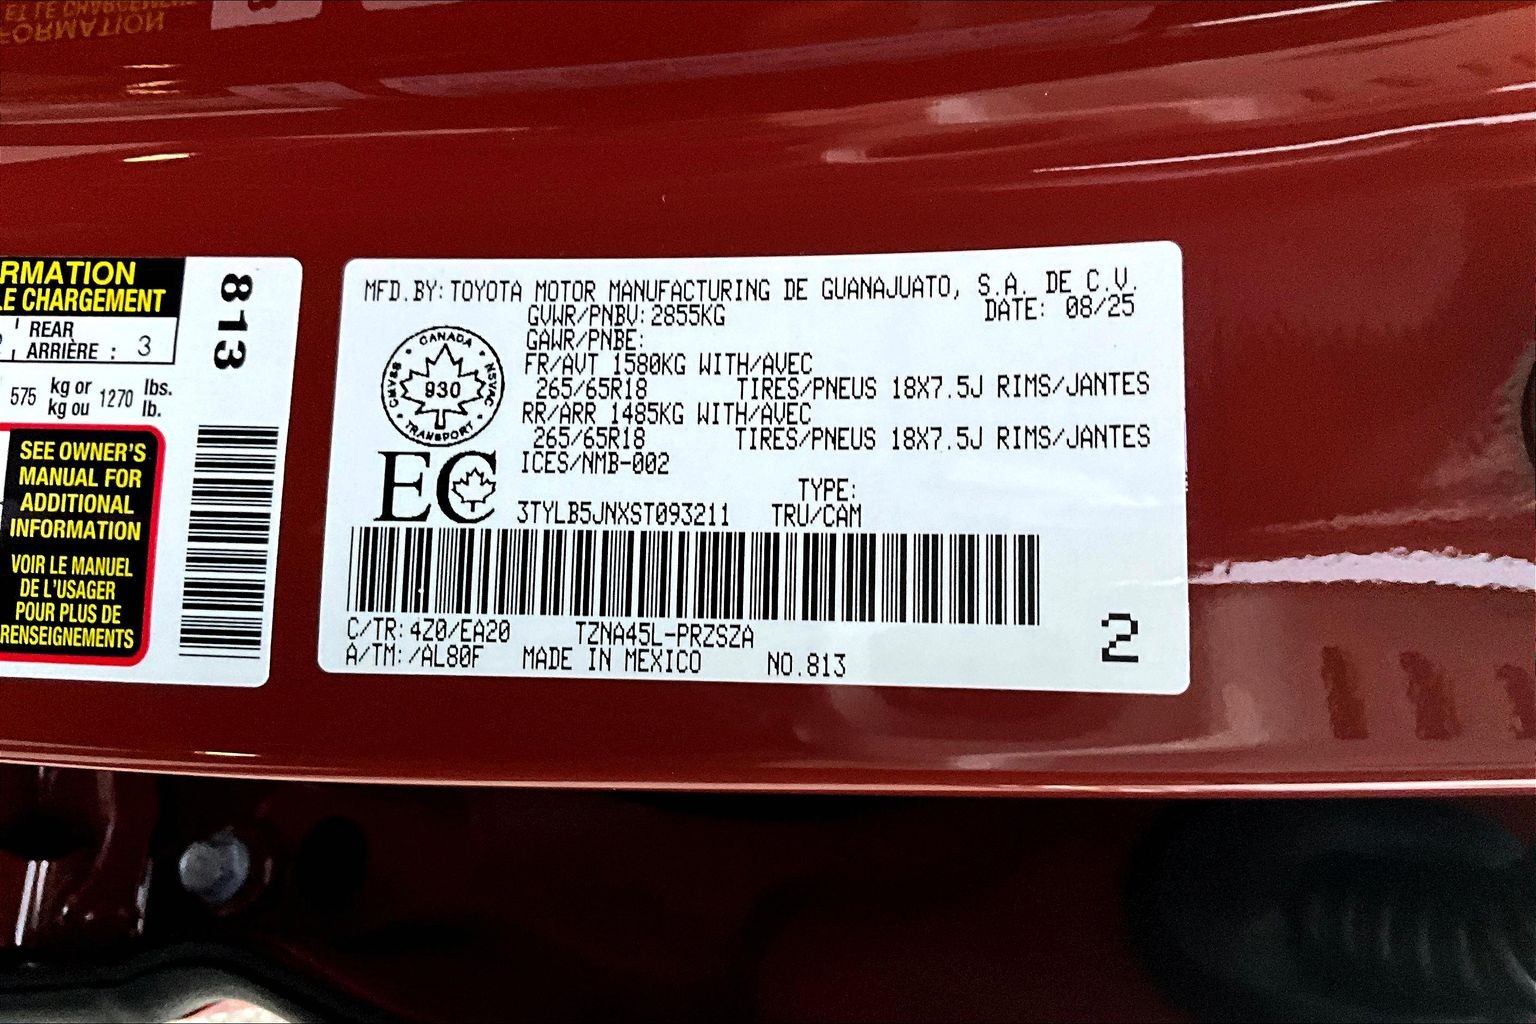 ET LE CHARGEMENT
FORMATION
RMATION
LE CHARGEMENT
REAR
ARRIÈRE : 3
575 kg or 1270 lbs.
kg ou lb.
SEE OWNER'S
MANUAL FOR
ADDITIONAL
INFORMATION
VOIR LE MANUEL
DE L'USAGER
POUR PLUS DE
RENSEIGNEMENTS
813
MFD.BY:TOYOTA MOTOR MANUFACTURING DE GUANAJUATO, S.A. DE C.V.
GVWR/PNBV:2855KG DATE: 08/25
GAWR/PNBE:
FR/AVT 1580KG WITH/AVEC
265/65R18 TIRES/PNEUS 18X7.5J RIMS/JANTES
RR/ARR 1485KG WITH/AVEC
265/65R18 TIRES/PNEUS 18X7.5J RIMS/JANTES
ICES/NMB-002
CANADA
CMVSS
930
NSVAC
TRANSPORT
EC
TYPE:
3TYLB5JNXST093211 TRU/CAM
C/TR:4Z0/EA20 TZNA45L-PRZSZA
A/TM:/AL80F MADE IN MEXICO NO.813
2